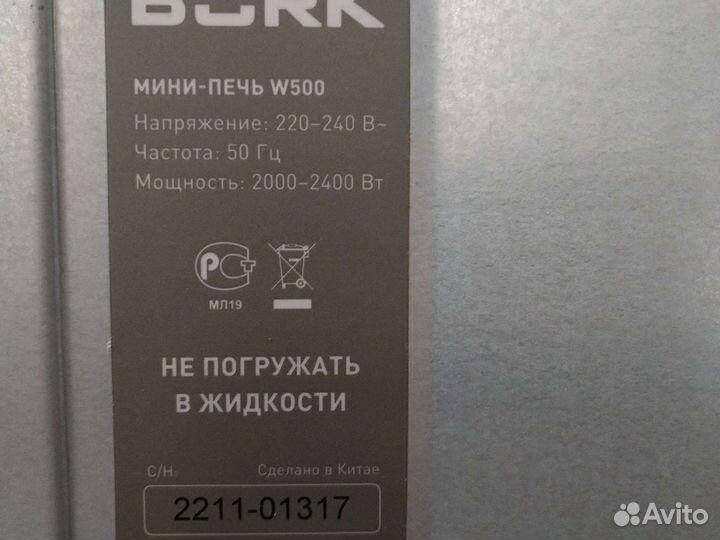 BORK
МИНИ-ПЕЧЬ W500
Напряжение: 220–240 В~
Частота: 50 Гц
Мощность: 2000–2400 Вт
РСТ
МЛ19
НЕ ПОГРУЖАТЬ
В ЖИДКОСТИ
С/Н: Сделано в Китае
2211-01317
Avito